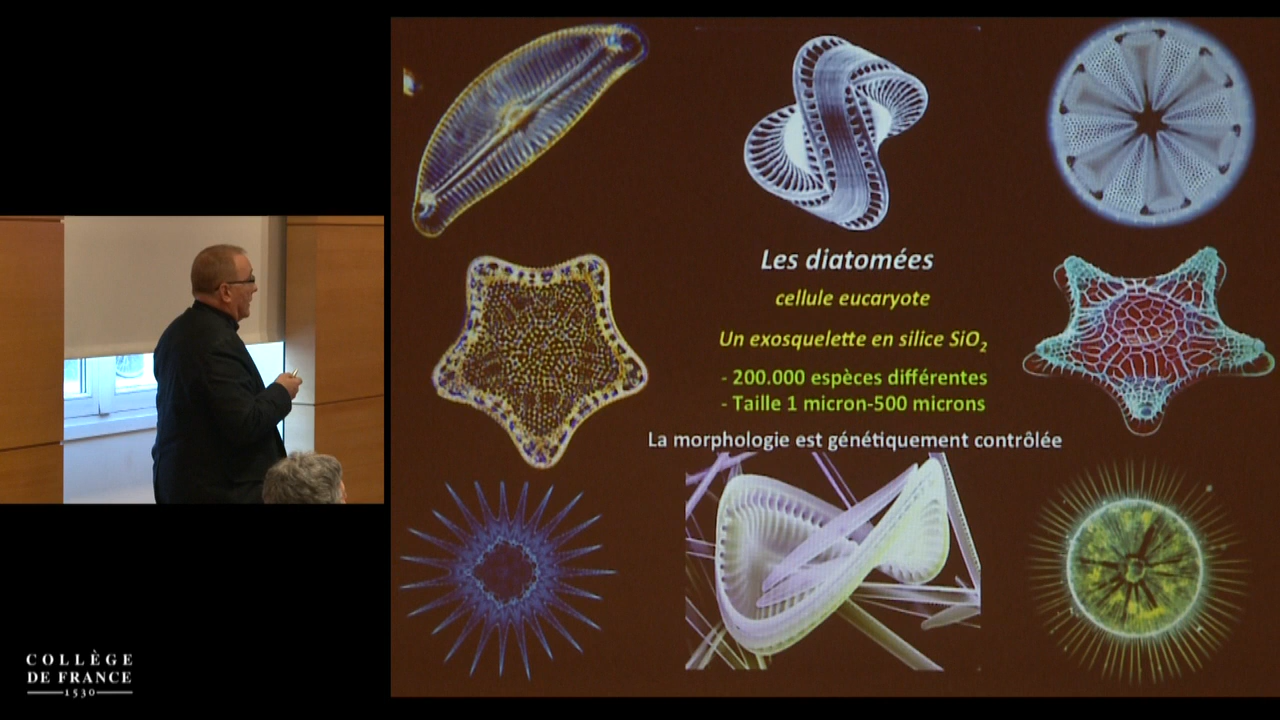 Les diatomées
cellule eucaryote
Un exosquelette en silice SiO2
- 200.000 espèces différentes
- Taille 1 micron-500 microns
La morphologie est génétiquement contrôlée
COLLÈGE
DE FRANCE
1530